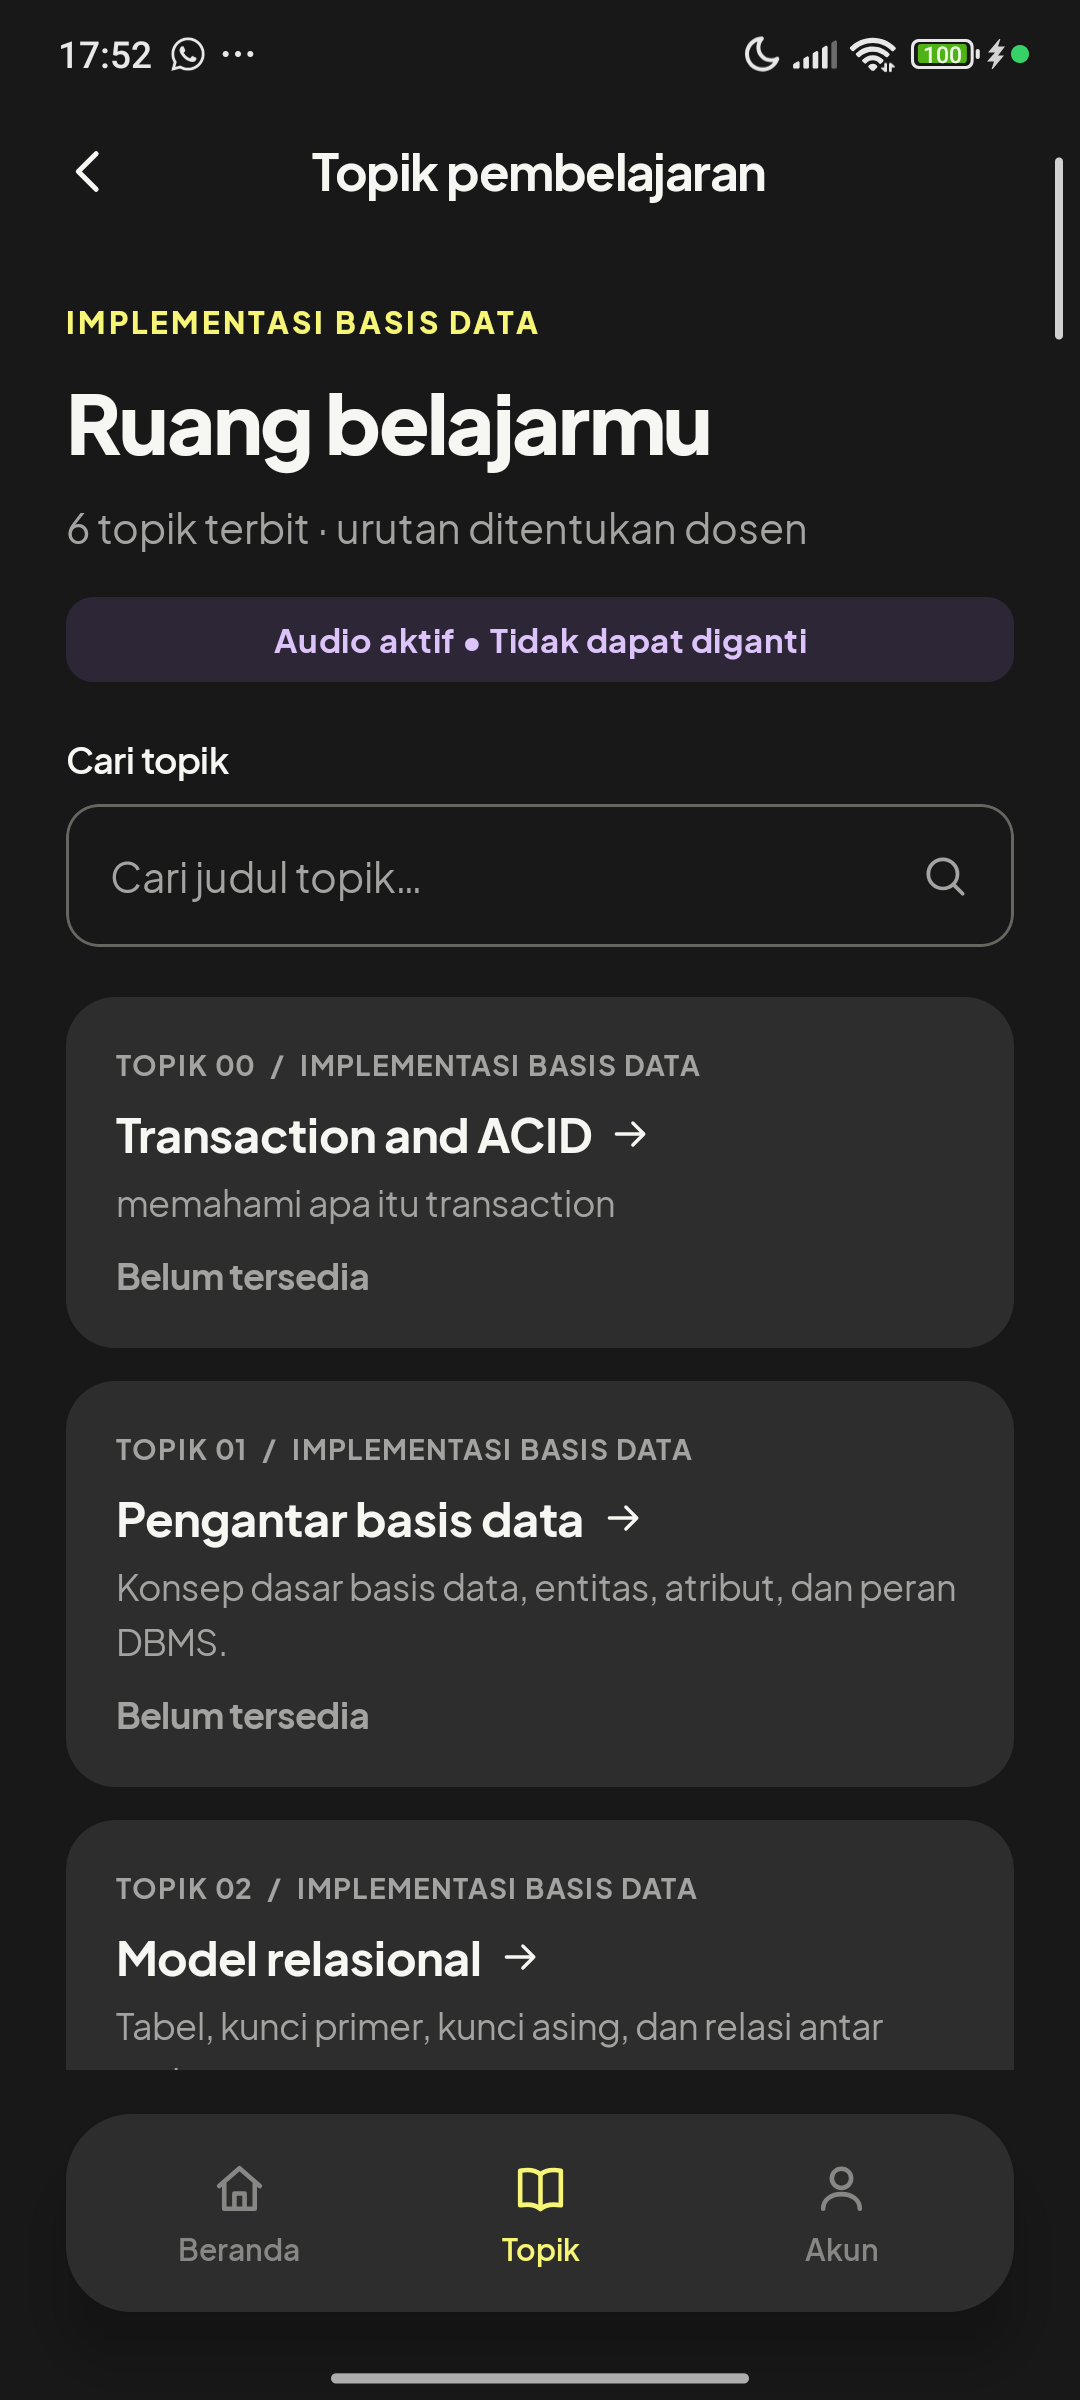 17:52
100
Topik pembelajaran
IMPLEMENTASI BASIS DATA
Ruang belajarmu
6 topik terbit · urutan ditentukan dosen
Audio aktif • Tidak dapat diganti
Cari topik
Cari judul topik...
TOPIK 00 / IMPLEMENTASI BASIS DATA
Transaction and ACID →
memahami apa itu transaction
Belum tersedia
TOPIK 01 / IMPLEMENTASI BASIS DATA
Pengantar basis data →
Konsep dasar basis data, entitas, atribut, dan peran
DBMS.
Belum tersedia
TOPIK 02 / IMPLEMENTASI BASIS DATA
Model relasional →
Tabel, kunci primer, kunci asing, dan relasi antar
Beranda
Topik
Akun